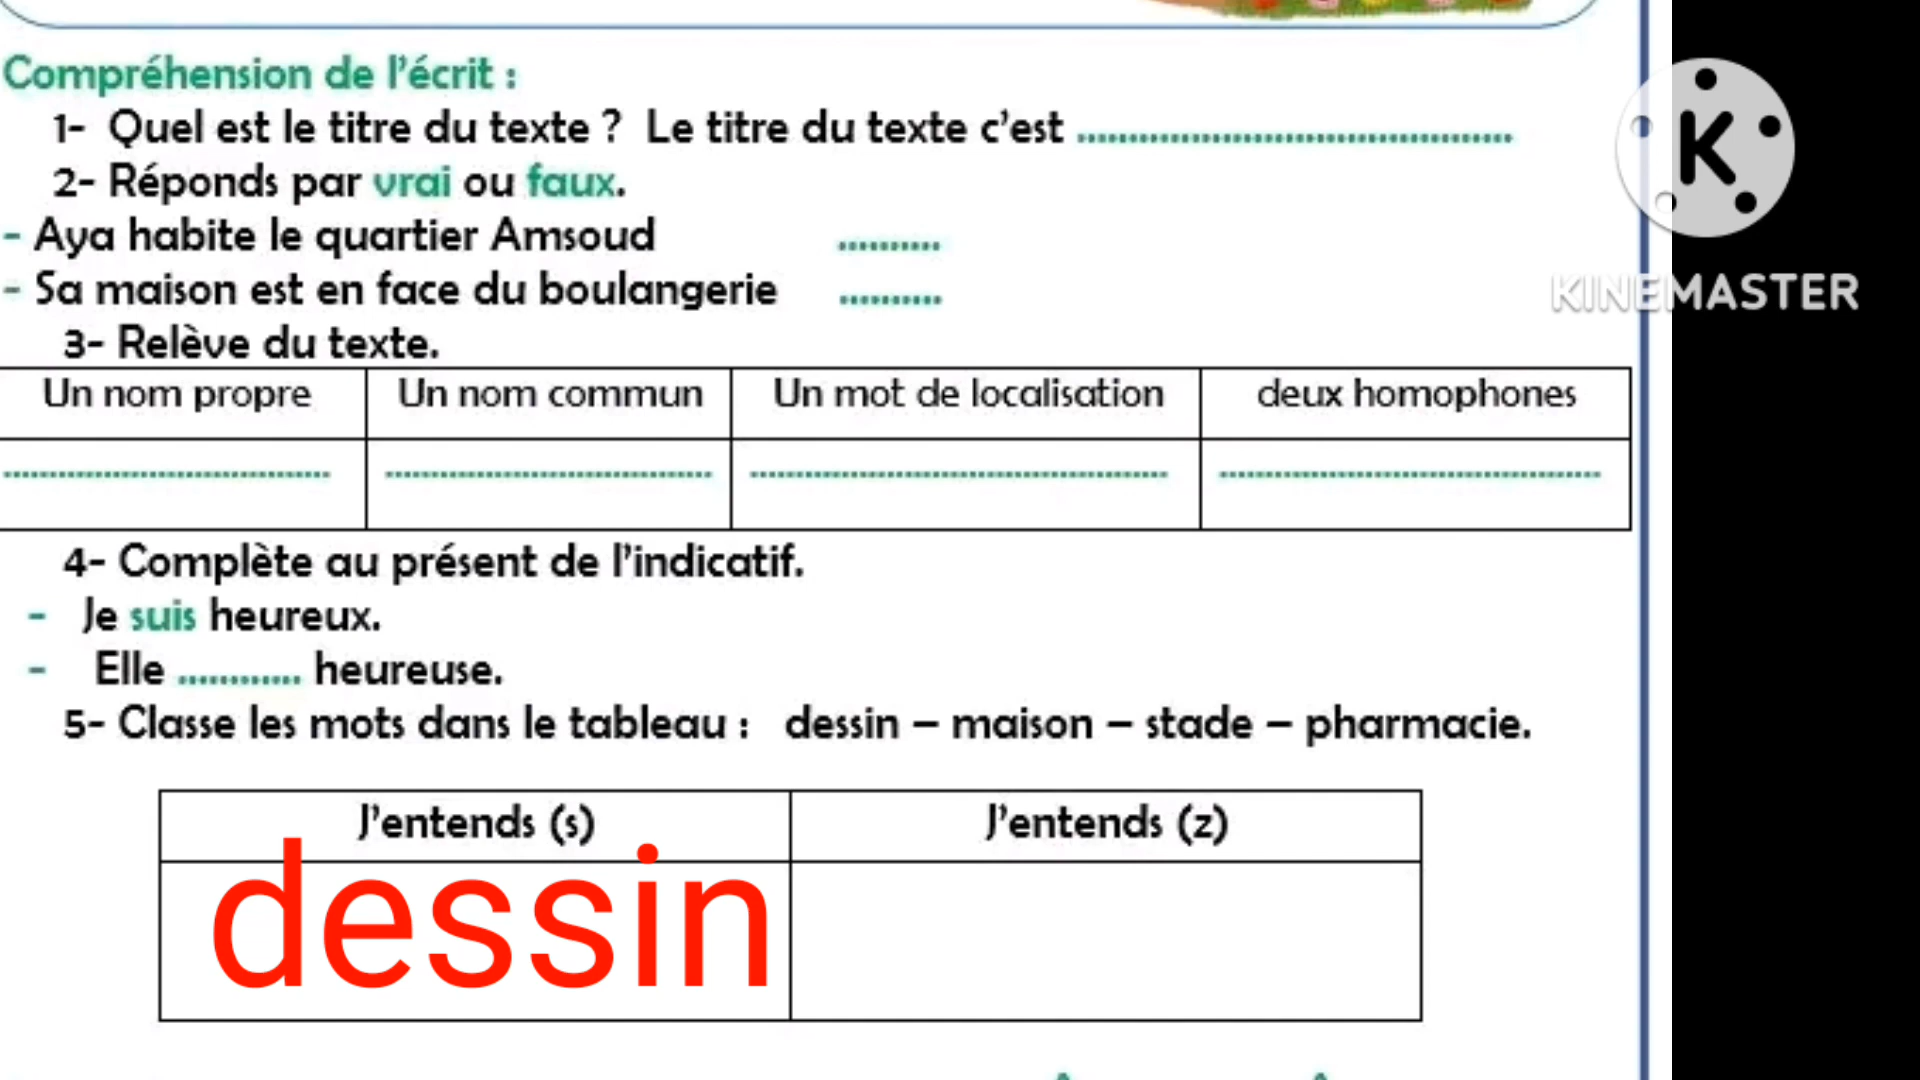 Compréhension de l'écrit :
1- Quel est le titre du texte ? Le titre du texte c'est ..........................................
2- Réponds par vrai ou faux.
- Aya habite le quartier Amsoud ..........
- Sa maison est en face du boulangerie ..........
3- Relève du texte.
Un nom propre Un nom commun Un mot de localisation deux homophones
................................ ................................ ......................................... .....................................
4- Complète au présent de l'indicatif.
- Je suis heureux.
- Elle ............ heureuse.
5- Classe les mots dans le tableau : dessin – maison – stade – pharmacie.
J'entends (s) J'entends (z)
dessin
K
KINEMASTER